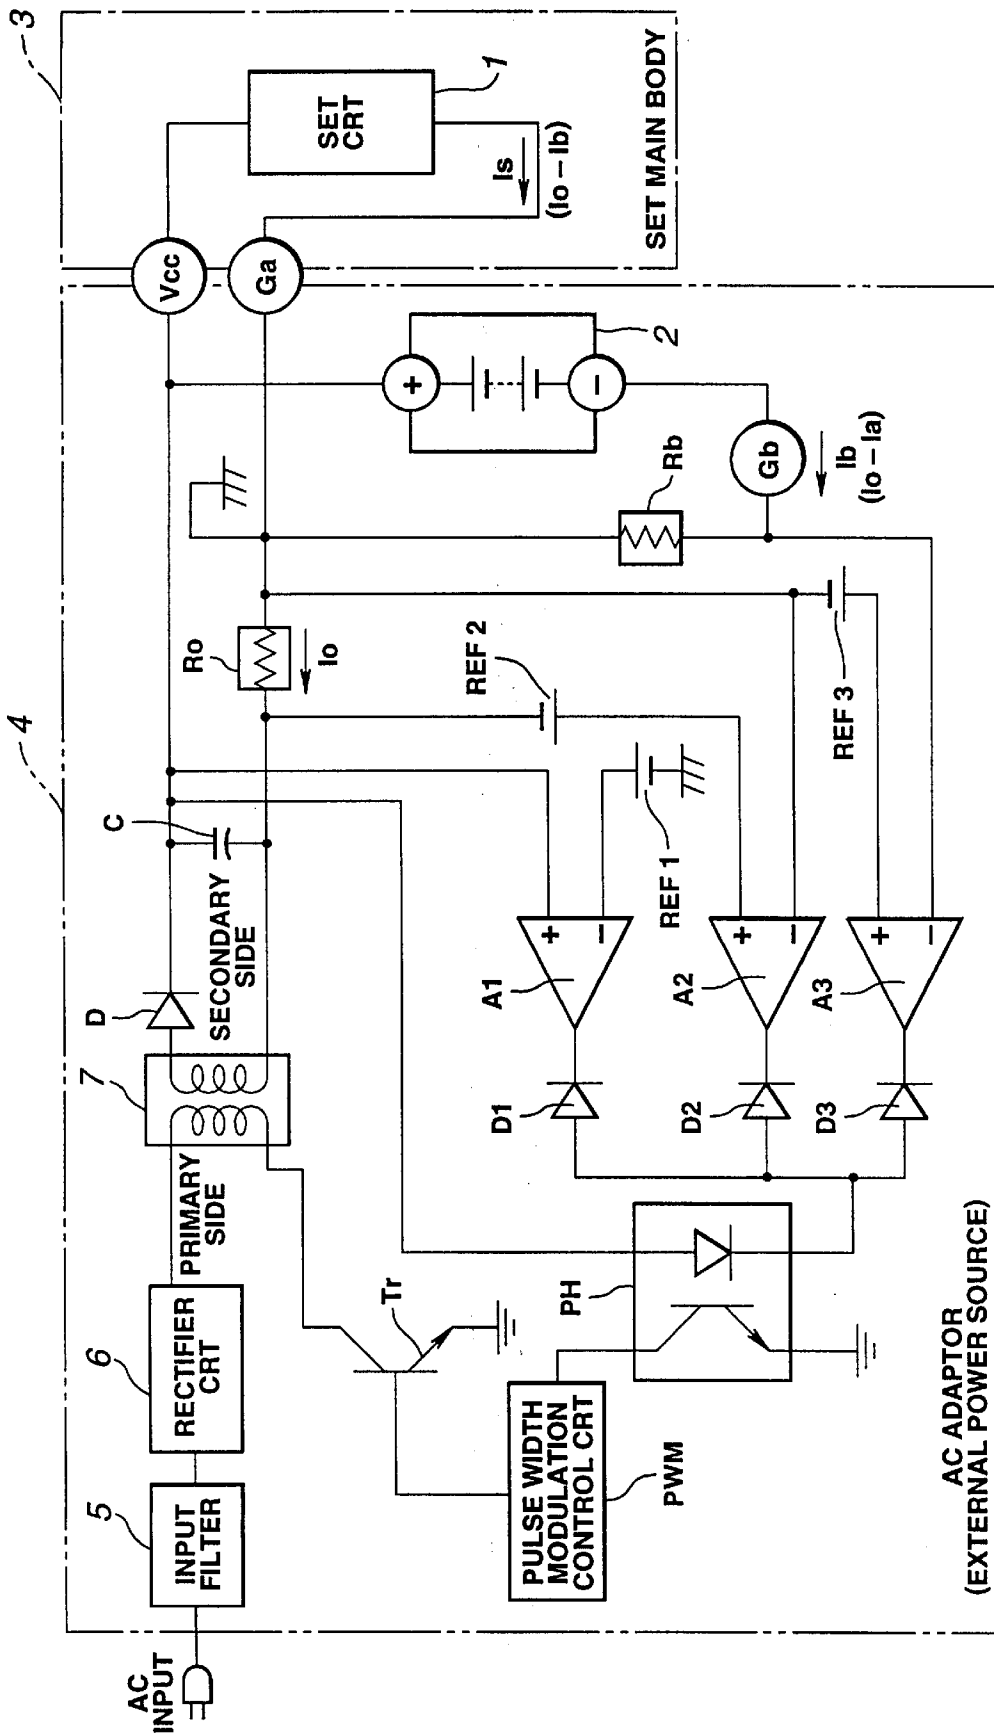 3
4
SET
CRT
1
Is
(Io – Ib)
SET MAIN BODY
Vcc
Ga
+
–
2
Gb
Ib
(Io – Ia)
Rb
Ro
Io
REF 2
REF 3
REF 1
C
SECONDARY
SIDE
D
7
PRIMARY
SIDE
+
–
A1
+
–
A2
+
–
A3
D1
D2
D3
PH
Tr
6
RECTIFIER
CRT
5
INPUT
FILTER
AC
INPUT
PULSE WIDTH
MODULATION
CONTROL CRT
PWM
AC ADAPTOR
(EXTERNAL POWER SOURCE)